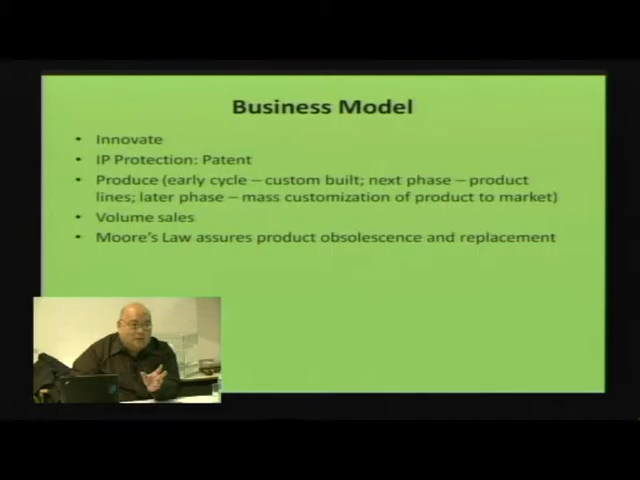 Business Model
• Innovate
• IP Protection: Patent
• Produce (early cycle – custom built; next phase – product
lines; later phase – mass customization of product to market)
• Volume sales
• Moore's Law assures product obsolescence and replacement